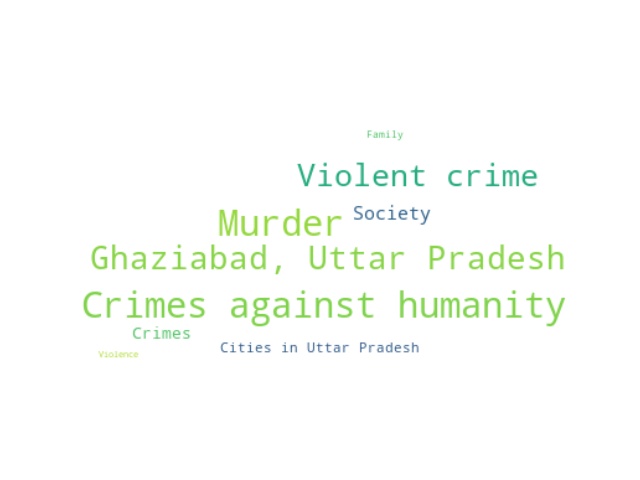 Family
Violent crime
Society
Murder
Ghaziabad, Uttar Pradesh
Crimes against humanity
Crimes
Cities in Uttar Pradesh
Violence